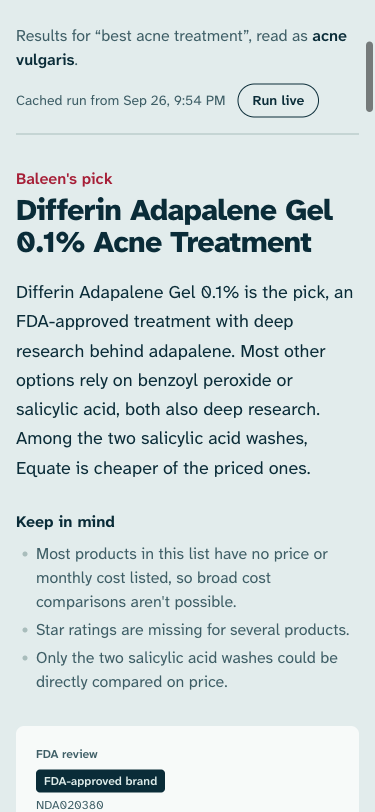 Results for “best acne treatment”, read as acne
vulgaris.
Cached run from Sep 26, 9:54 PM
Run live
Baleen's pick
Differin Adapalene Gel
0.1% Acne Treatment
Differin Adapalene Gel 0.1% is the pick, an
FDA-approved treatment with deep
research behind adapalene. Most other
options rely on benzoyl peroxide or
salicylic acid, both also deep research.
Among the two salicylic acid washes,
Equate is cheaper of the priced ones.
Keep in mind
Most products in this list have no price or
monthly cost listed, so broad cost
comparisons aren't possible.
Star ratings are missing for several products.
Only the two salicylic acid washes could be
directly compared on price.
FDA review
FDA-approved brand
NDA020380